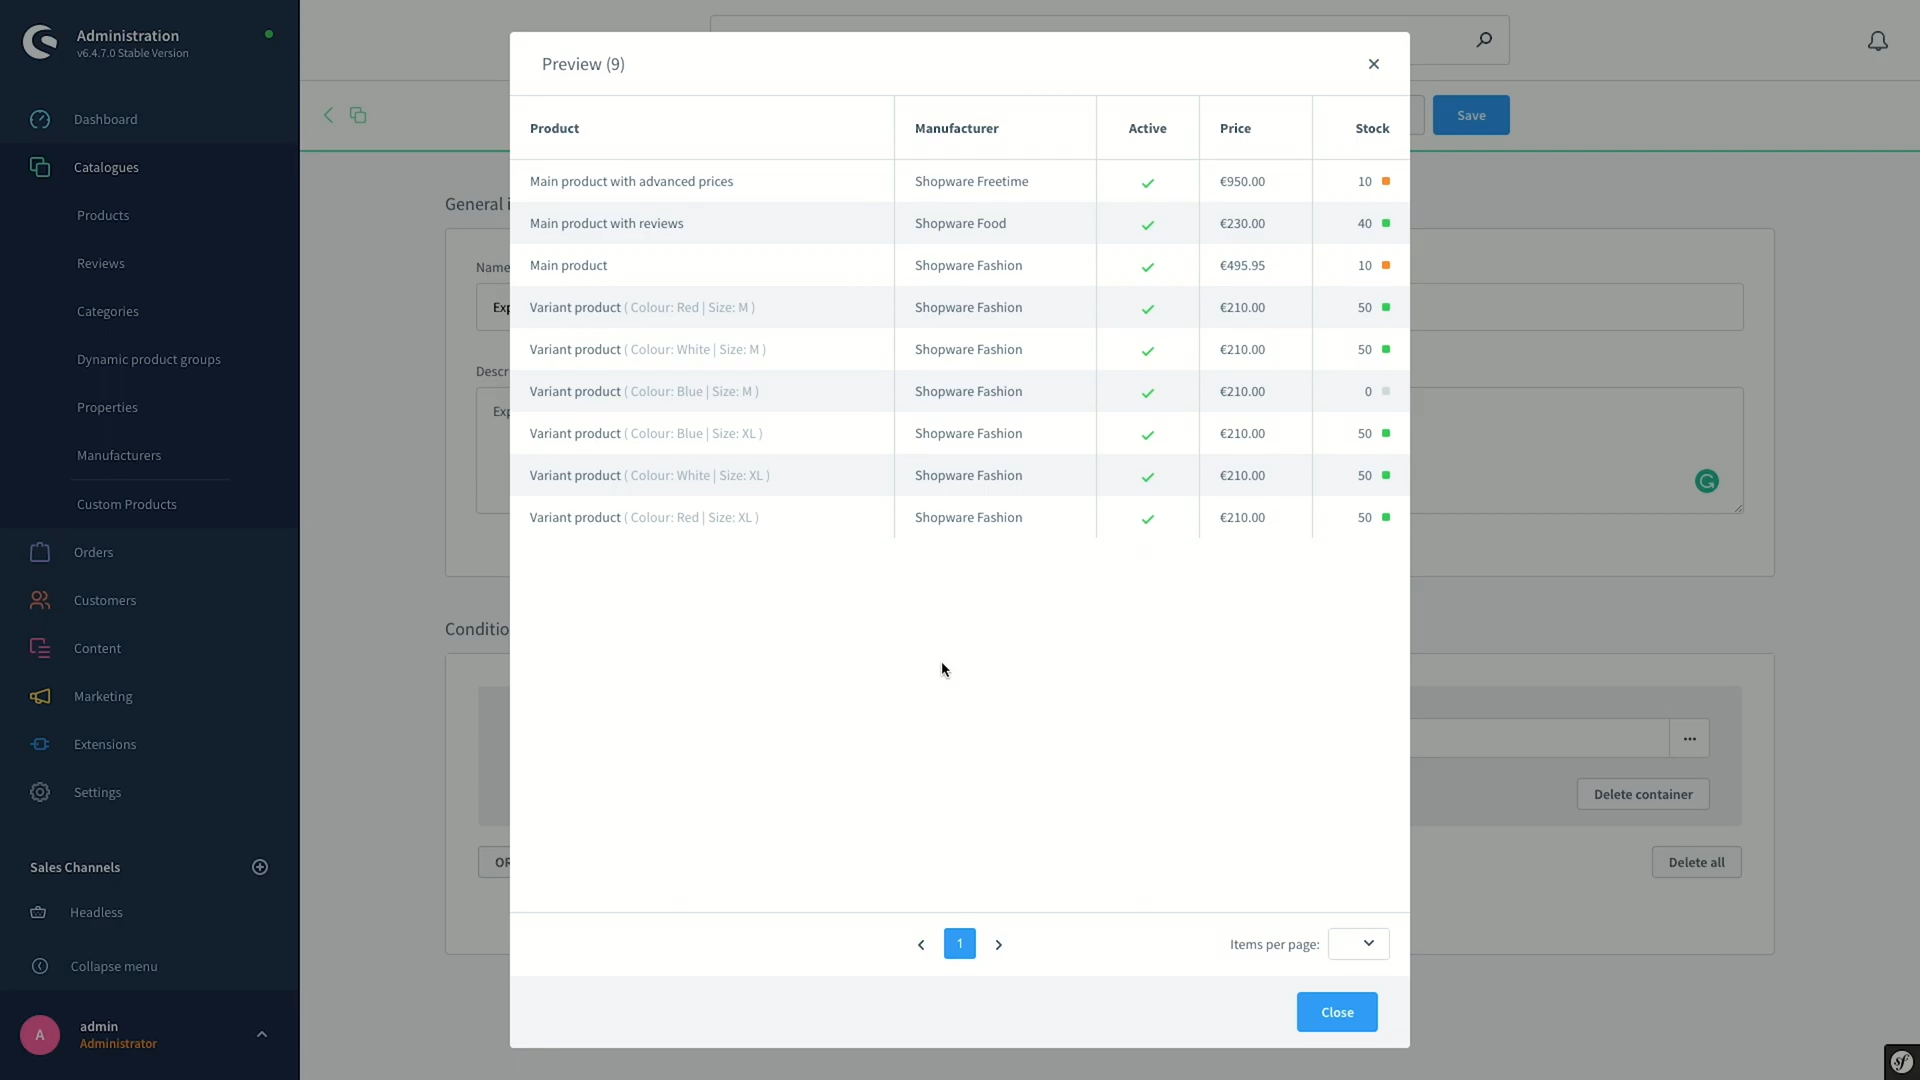 Administration
v6.4.7.0 Stable Version
Dashboard
Catalogues
Products
Reviews
Categories
Dynamic product groups
Properties
Manufacturers
Custom Products
Orders
Customers
Content
Marketing
Extensions
Settings
Sales Channels
Headless
Collapse menu
A
admin
Administrator
Save
General i
Name
Exp
Descr
Exp
Conditio
OR
Delete container
Delete all
Preview (9)
Product Manufacturer Active Price Stock
Main product with advanced prices Shopware Freetime €950.00 10
Main product with reviews Shopware Food €230.00 40
Main product Shopware Fashion €495.95 10
Variant product ( Colour: Red | Size: M ) Shopware Fashion €210.00 50
Variant product ( Colour: White | Size: M ) Shopware Fashion €210.00 50
Variant product ( Colour: Blue | Size: M ) Shopware Fashion €210.00 0
Variant product ( Colour: Blue | Size: XL ) Shopware Fashion €210.00 50
Variant product ( Colour: White | Size: XL ) Shopware Fashion €210.00 50
Variant product ( Colour: Red | Size: XL ) Shopware Fashion €210.00 50
1
Items per page:
Close
sf